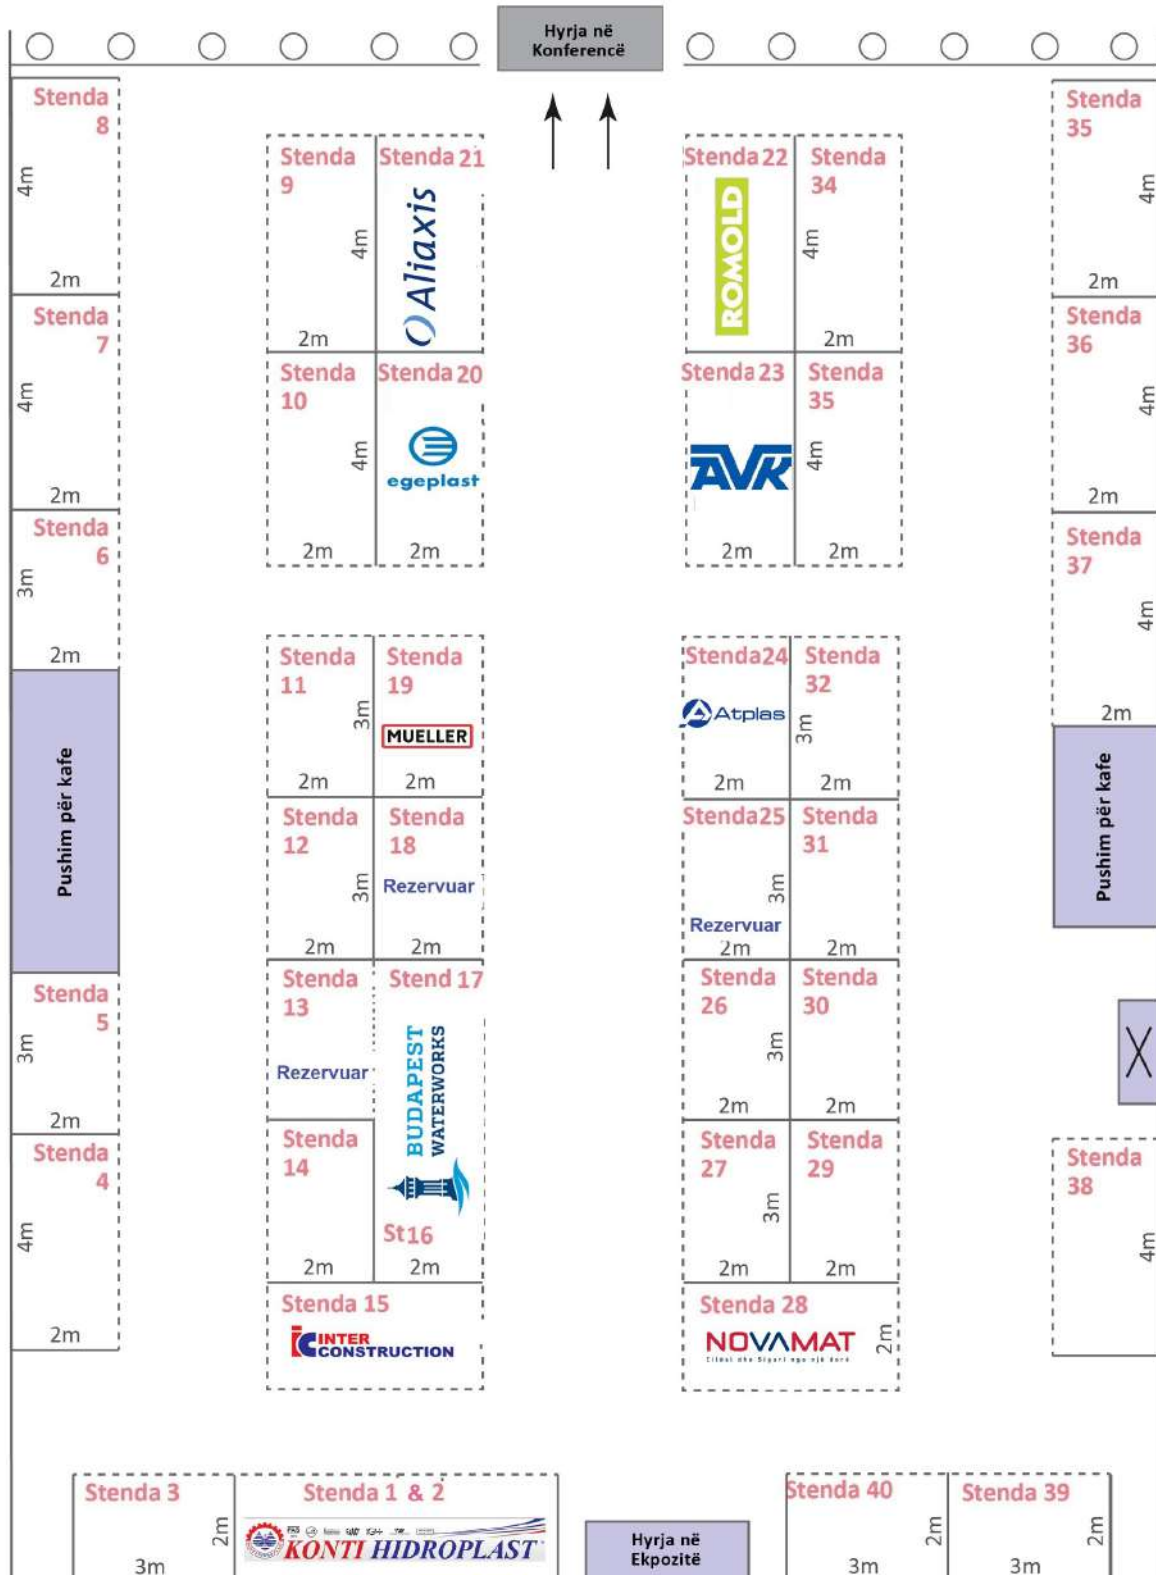 Hyrja në
Konferencë
Stenda
8
4m
2m
Stenda
7
4m
2m
Stenda
6
3m
2m
Pushim për kafe
Stenda
5
3m
2m
Stenda
4
4m
2m
Stenda
9
4m
2m
Stenda 21
Aliaxis
Stenda
10
4m
2m
Stenda 20
egeplast
2m
Stenda 22
ROMOLD
Stenda
34
4m
2m
Stenda 23
AVK
2m
Stenda
35
4m
2m
Stenda
35
4m
2m
Stenda
36
4m
2m
Stenda
37
4m
2m
Pushim për kafe
Stenda
38
4m
Stenda
11
3m
2m
Stenda
19
MUELLER
2m
Stenda
12
3m
2m
Stenda
18
Rezervuar
2m
Stenda
13
Rezervuar
Stend 17
BUDAPEST
WATERWORKS
St16
2m
Stenda
14
2m
Stenda 15
IC INTER
CONSTRUCTION
Stenda24
Atplas
2m
Stenda
32
3m
2m
Stenda25
3m
Rezervuar
2m
Stenda
31
2m
Stenda
26
3m
2m
Stenda
30
2m
Stenda
27
3m
2m
Stenda
29
2m
Stenda 28
NOVAMAT
2m
Stenda 3
2m
3m
Stenda 1 & 2
KONTI HIDROPLAST
Hyrja në
Ekpozitë
Stenda 40
2m
3m
Stenda 39
2m
3m